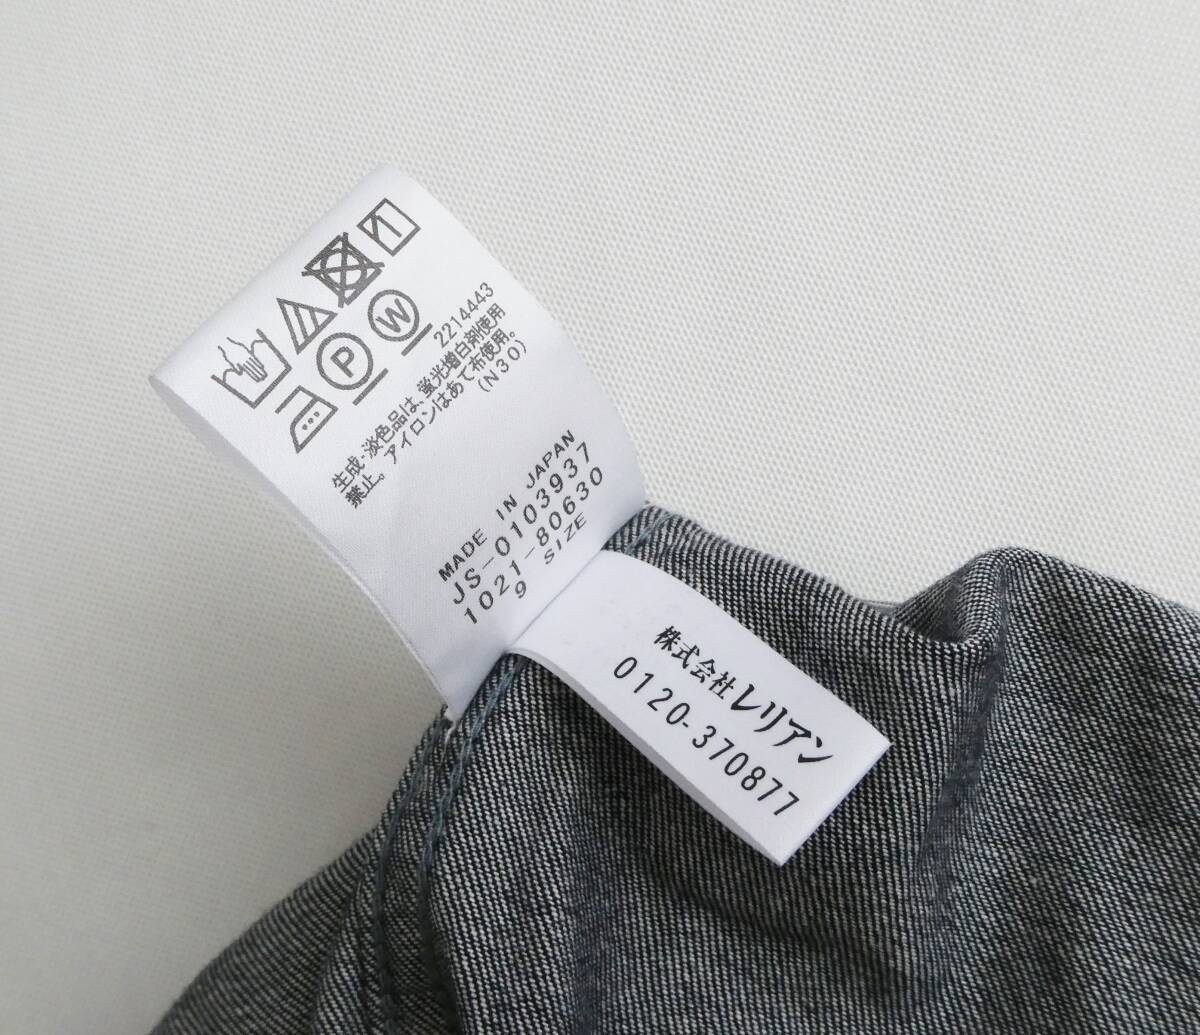 P
W
2214443
生成・淡色品は、蛍光増白剤使用
禁止。アイロンはあて布使用。
(N30)
MADE IN JAPAN
JS-0103937
1021-80630
9 SIZE
株式会社レリアン
0120-370877